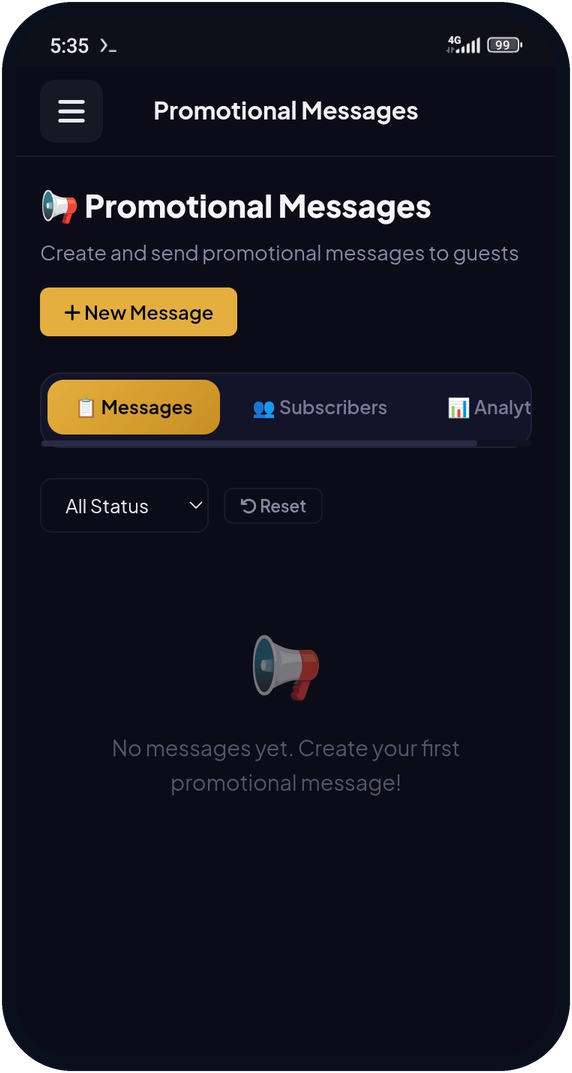 5:35
4G
99
Promotional Messages
Promotional Messages
Create and send promotional messages to guests
+ New Message
Messages
Subscribers
Analyt
All Status
Reset
No messages yet. Create your first
promotional message!